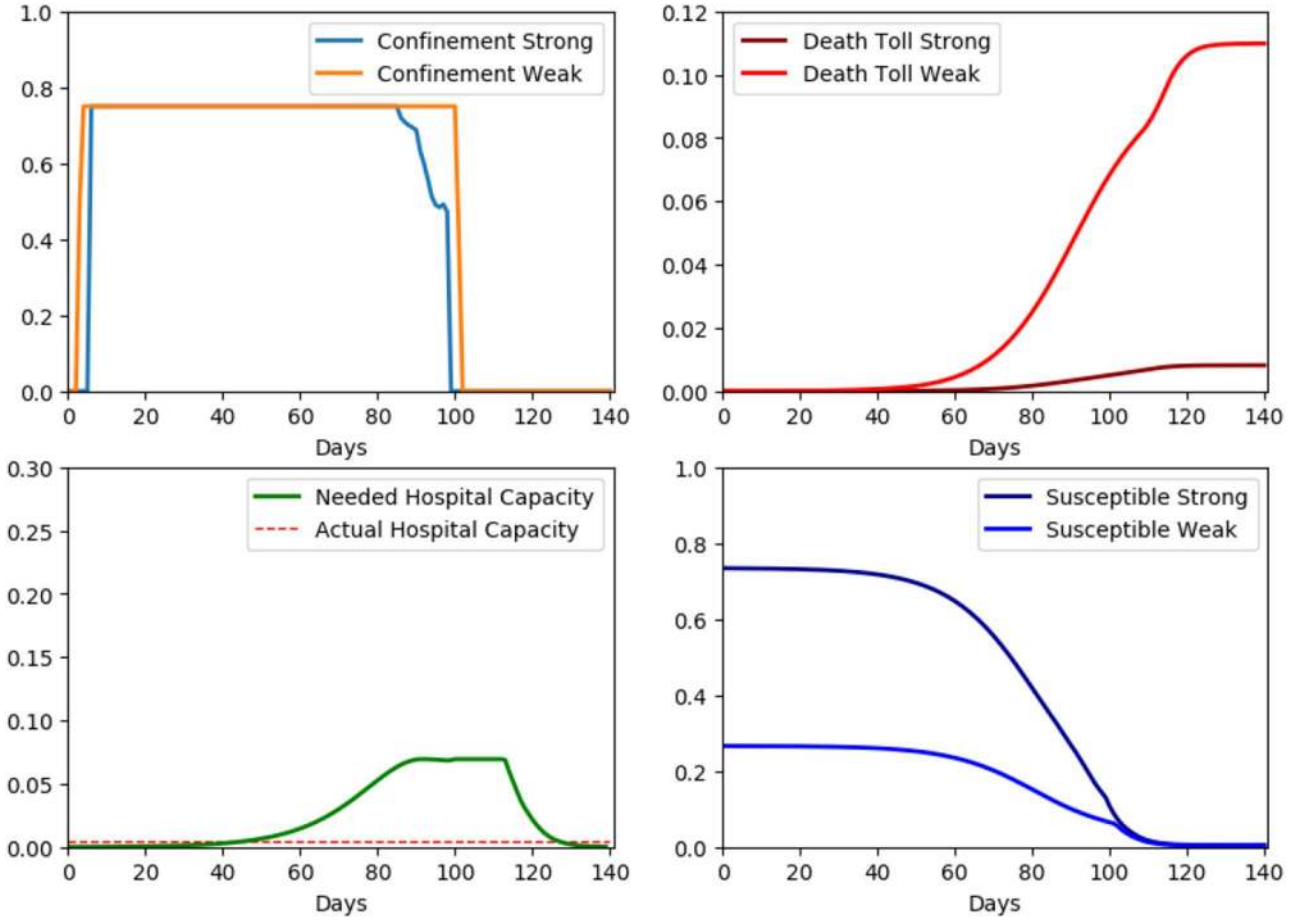 1.0
0.8
0.6
0.4
0.2
0.0
Confinement Strong
Confinement Weak
0 20 40 60 80 100 120 140
Days
0.12
0.10
0.08
0.06
0.04
0.02
0.00
Death Toll Strong
Death Toll Weak
0 20 40 60 80 100 120 140
Days
0.30
0.25
0.20
0.15
0.10
0.05
0.00
Needed Hospital Capacity
Actual Hospital Capacity
0 20 40 60 80 100 120 140
Days
1.0
0.8
0.6
0.4
0.2
0.0
Susceptible Strong
Susceptible Weak
0 20 40 60 80 100 120 140
Days